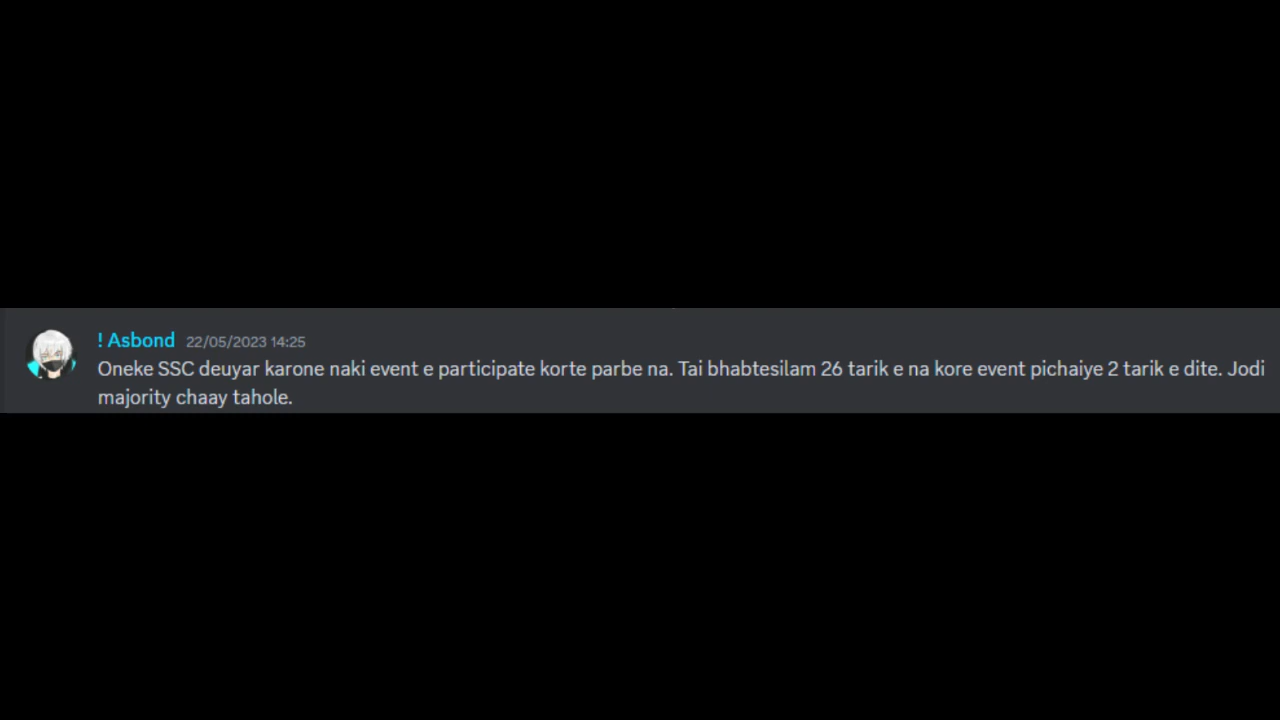 ! Asbond 22/05/2023 14:25
Oneke SSC deuyar karone naki event e participate korte parbe na. Tai bhabtesilam 26 tarik e na kore event pichaiye 2 tarik e dite. Jodi
majority chaay tahole.